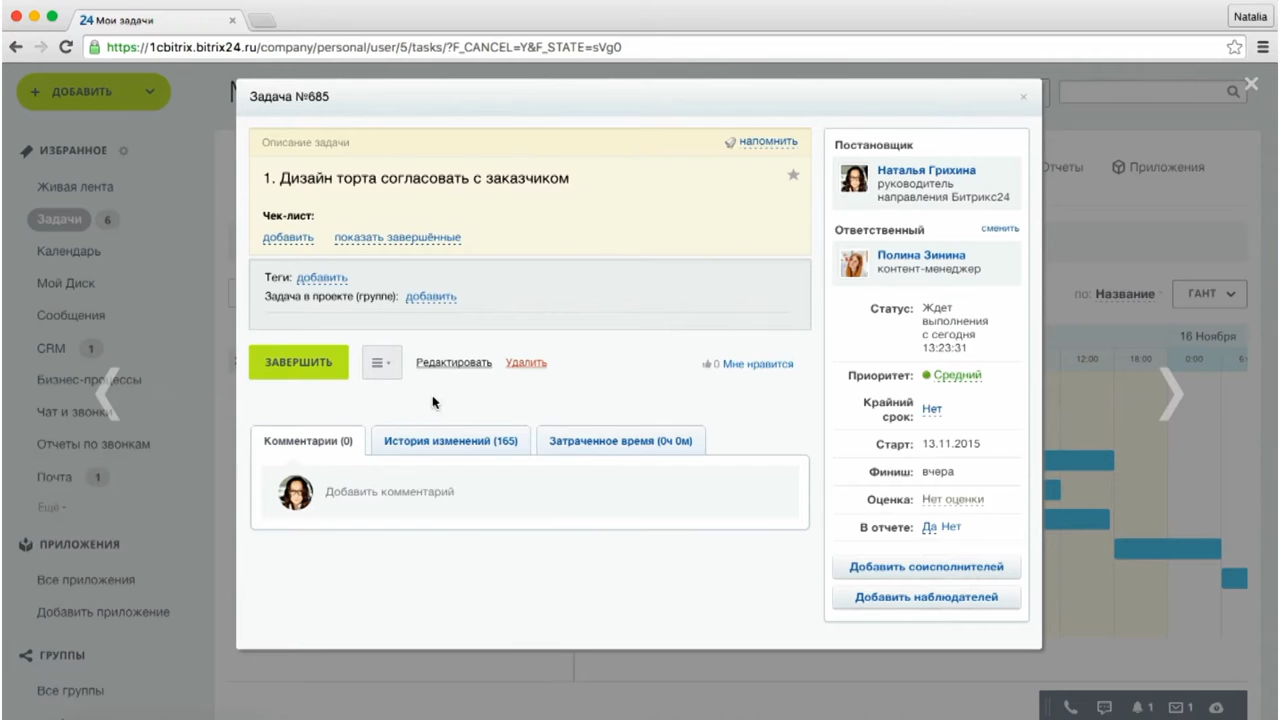 24 Мои задачи
Natalia
https://1cbitrix.bitrix24.ru/company/personal/user/5/tasks/?F_CANCEL=Y&F_STATE=sVg0
+ ДОБАВИТЬ
ИЗБРАННОЕ
Живая лента
Задачи 6
Календарь
Мой Диск
Сообщения
CRM 1
Бизнес-процессы
Чат и звонки
Отчеты по звонкам
Почта 1
Ещё
ПРИЛОЖЕНИЯ
Все приложения
Добавить приложение
ГРУППЫ
Все группы
Задача №685
Описание задачи
напомнить
1. Дизайн торта согласовать с заказчиком
Чек-лист:
добавить показать завершённые
Теги: добавить
Задача в проекте (группе): добавить
ЗАВЕРШИТЬ
Редактировать
Удалить
0 Мне нравится
Комментарии (0)
История изменений (165)
Затраченное время (0ч 0м)
Добавить комментарий
Постановщик
Наталья Грихина
руководитель
направления Битрикс24
Ответственный сменить
Полина Зинина
контент-менеджер
Статус: Ждет
выполнения
с сегодня
13:23:31
Приоритет: Средний
Крайний
срок: Нет
Старт: 13.11.2015
Финиш: вчера
Оценка: Нет оценки
В отчете: Да Нет
Добавить соисполнителей
Добавить наблюдателей
Приложения
по: Название
ГАНТ
16 Ноября
12:00 18:00 0:00
1 1